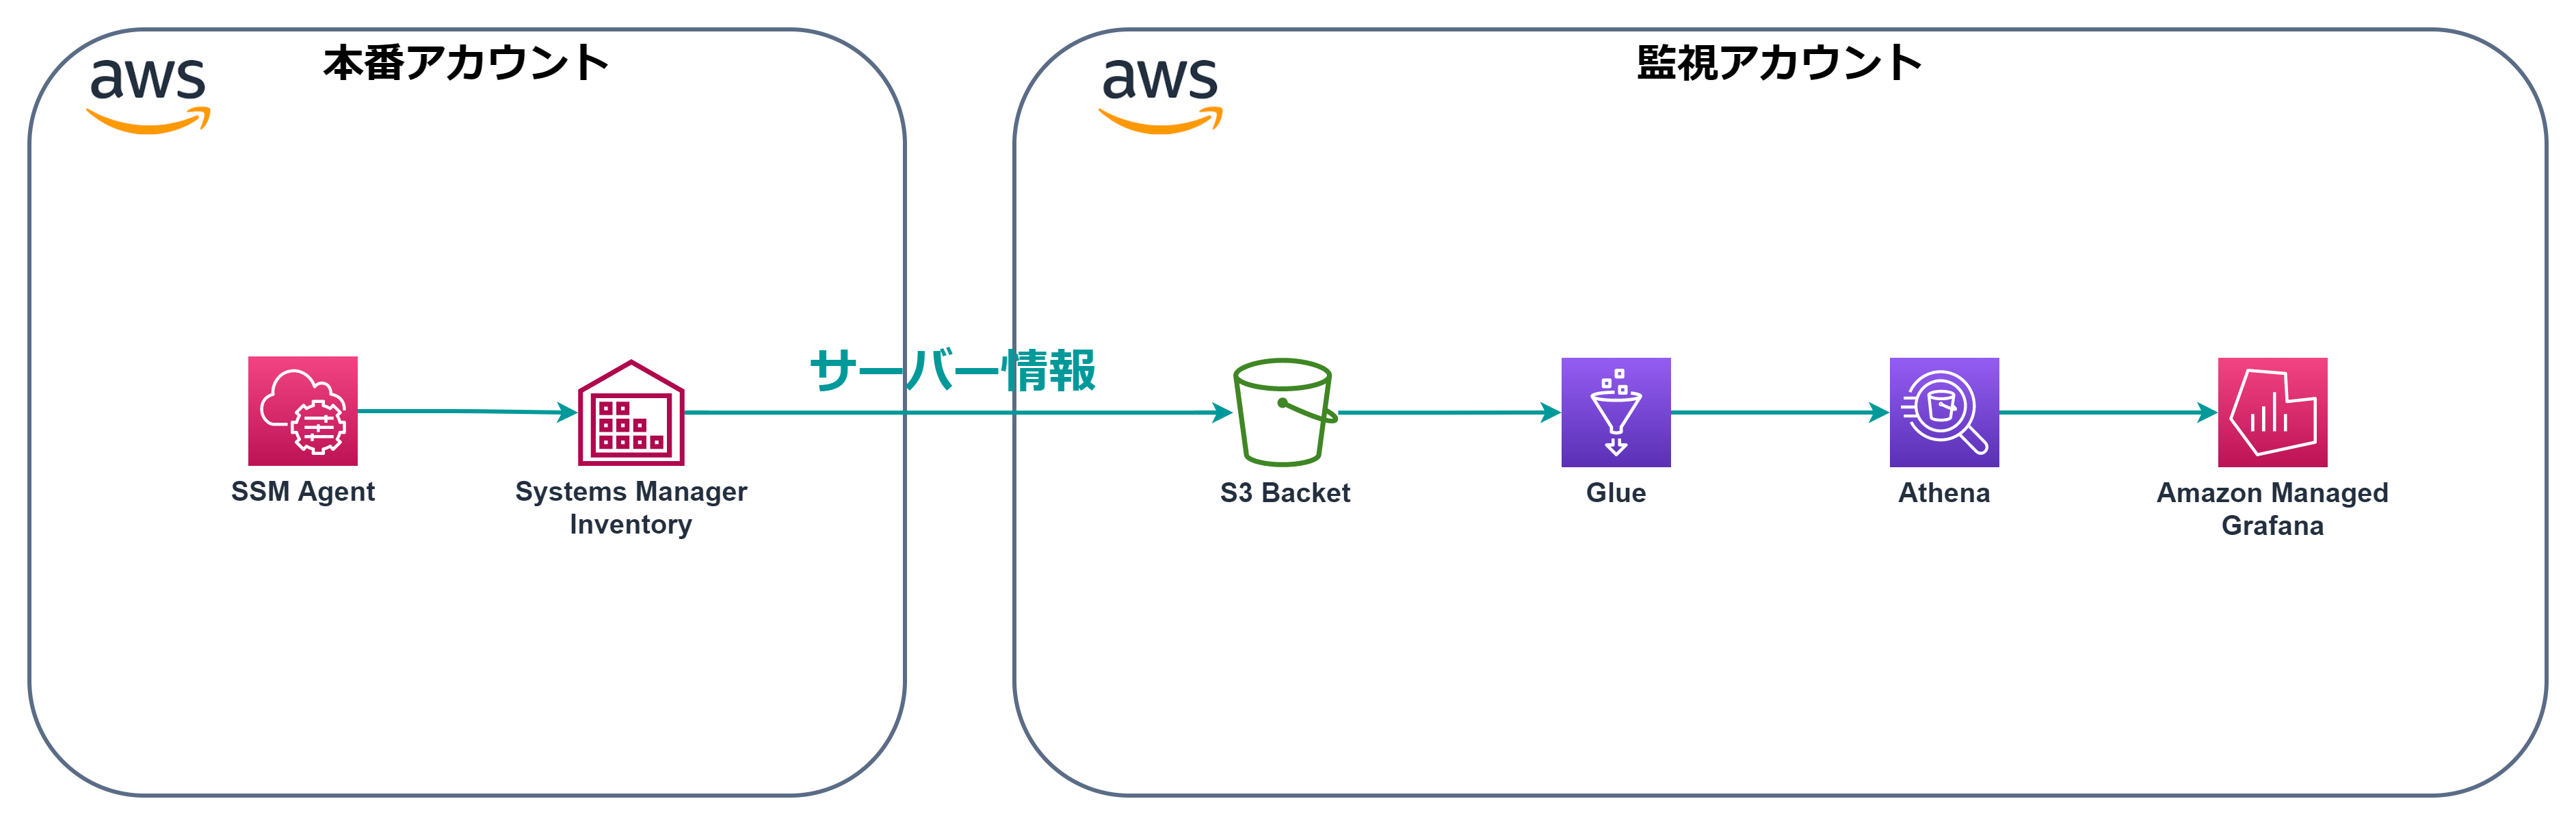 aws
本番アカウント
aws
監視アカウント
サーバー情報
SSM Agent
Systems Manager
Inventory
S3 Backet
Glue
Athena
Amazon Managed
Grafana